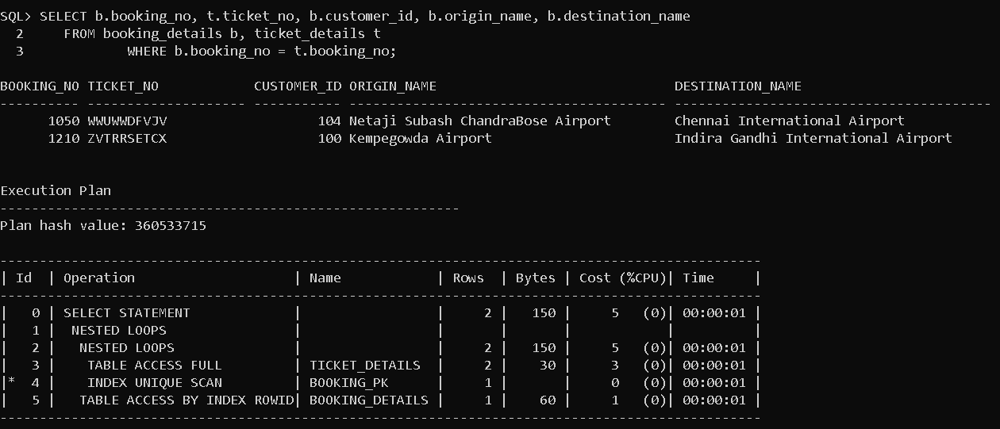 SQL> SELECT b.booking_no, t.ticket_no, b.customer_id, b.origin_name, b.destination_name
  2     FROM booking_details b, ticket_details t
  3             WHERE b.booking_no = t.booking_no;
BOOKING_NO TICKET_NO            CUSTOMER_ID ORIGIN_NAME                              DESTINATION_NAME
---------- -------------------- ----------- ---------------------------------------- ----------------------------------------
      1050 WWUWWDFVJV                   104 Netaji Subash ChandraBose Airport        Chennai International Airport
      1210 ZVTRRSETCX                   100 Kempegowda Airport                       Indira Gandhi International Airport
Execution Plan
----------------------------------------------------------
Plan hash value: 360533715
------------------------------------------------------------------------------------------------
| Id  | Operation                    | Name            | Rows  | Bytes | Cost (%CPU)| Time     |
------------------------------------------------------------------------------------------------
|   0 | SELECT STATEMENT             |                 |     2 |   150 |     5   (0)| 00:00:01 |
|   1 |  NESTED LOOPS                |                 |       |       |            |          |
|   2 |   NESTED LOOPS               |                 |     2 |   150 |     5   (0)| 00:00:01 |
|   3 |    TABLE ACCESS FULL         | TICKET_DETAILS  |     2 |    30 |     3   (0)| 00:00:01 |
|*  4 |    INDEX UNIQUE SCAN         | BOOKING_PK      |     1 |       |     0   (0)| 00:00:01 |
|   5 |   TABLE ACCESS BY INDEX ROWID| BOOKING_DETAILS |     1 |    60 |     1   (0)| 00:00:01 |
------------------------------------------------------------------------------------------------